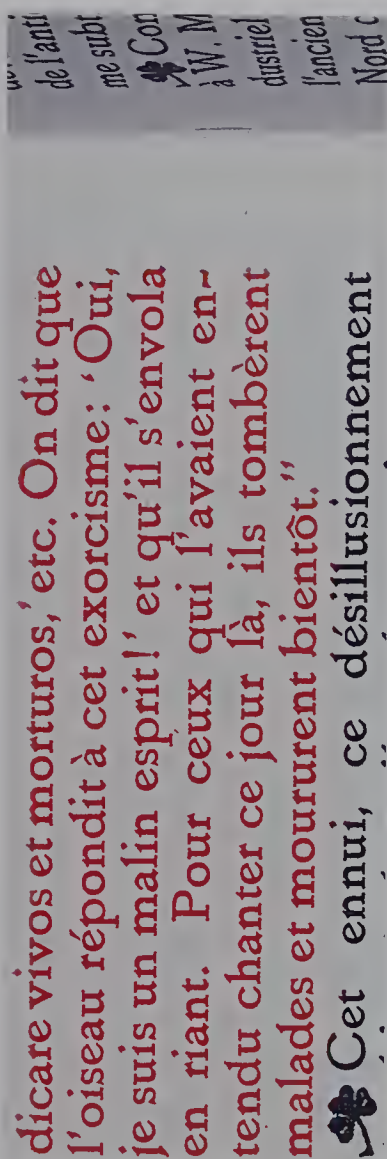 dicare vivos et morturos,' etc. On dit que
l'oiseau répondit à cet exorcisme: 'Oui,
je suis un malin esprit!' et qu'il s'envola
en riant. Pour ceux qui l'avaient en-
tendu chanter ce jour là, ils tombèrent
malades et moururent bientôt."
Cet ennui, ce désillusionnement
de l'anti
me subt
Con
à W. M
dustriel
l'ancien
Nord c